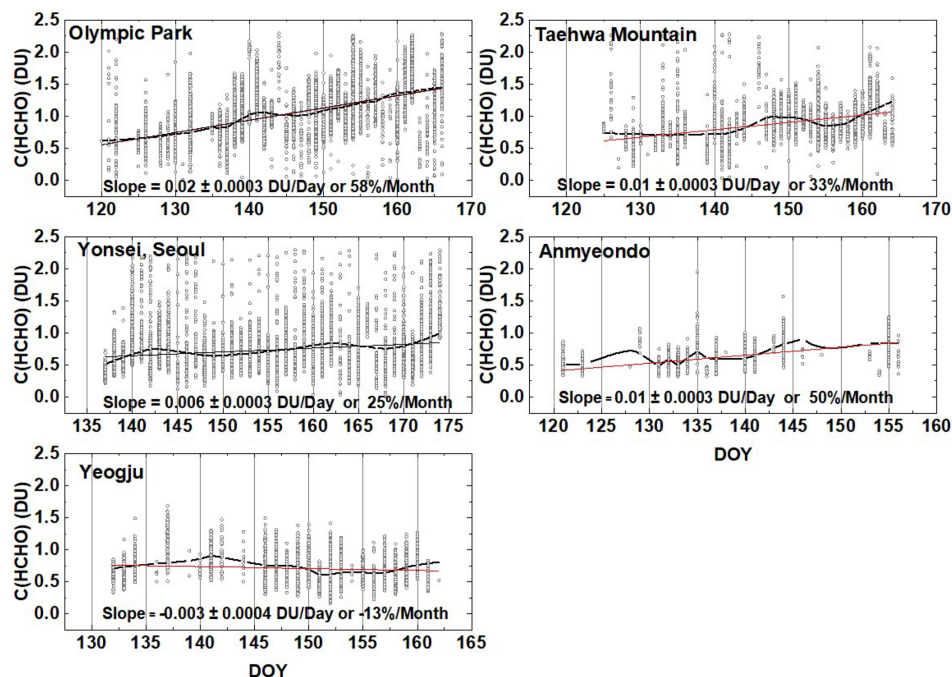 Olympic Park
C(HCHO) (DU)
2.5
2.0
1.5
1.0
0.5
0.0
Slope = 0.02 ± 0.0003 DU/Day or 58%/Month
120 130 140 150 160 170
Taehwa Mountain
C(HCHO) (DU)
2.5
2.0
1.5
1.0
0.5
0.0
Slope = 0.01 ± 0.0003 DU/Day or 33%/Month
120 130 140 150 160 170
Yonsei, Seoul
C(HCHO) (DU)
2.5
2.0
1.5
1.0
0.5
0.0
Slope = 0.006 ± 0.0003 DU/Day or 25%/Month
135 140 145 150 155 160 165 170 175
Anmyeondo
C(HCHO) (DU)
2.5
2.0
1.5
1.0
0.5
0.0
Slope = 0.01 ± 0.0003 DU/Day or 50%/Month
120 125 130 135 140 145 150 155 160
DOY
Yeogju
C(HCHO) (DU)
2.5
2.0
1.5
1.0
0.5
0.0
Slope = -0.003 ± 0.0004 DU/Day or -13%/Month
130 135 140 145 150 155 160 165
DOY